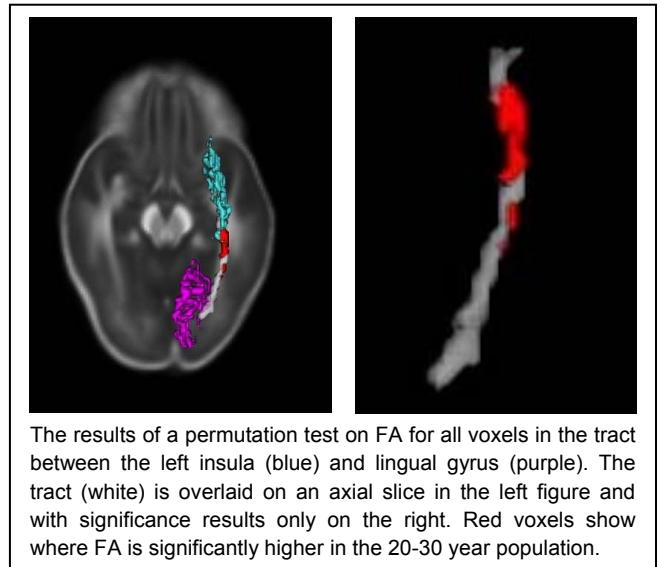 The results of a permutation test on FA for all voxels in the tract
between the left insula (blue) and lingual gyrus (purple). The
tract (white) is overlaid on an axial slice in the left figure and
with significance results only on the right. Red voxels show
where FA is significantly higher in the 20-30 year population.